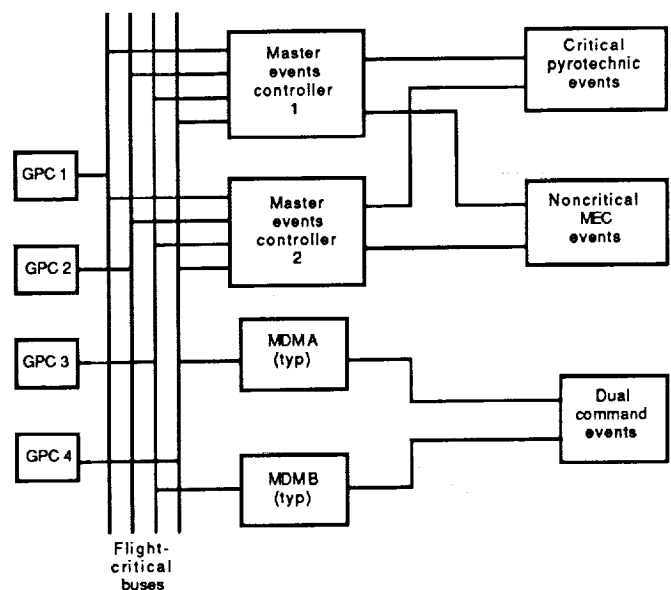 Master
events
controller
1
Critical
pyrotechnic
events
GPC 1
Master
events
controller
2
Noncritical
MEC
events
GPC 2
GPC 3
MDM A
(typ)
Dual
command
events
GPC 4
MDM B
(typ)
Flight-
critical
buses